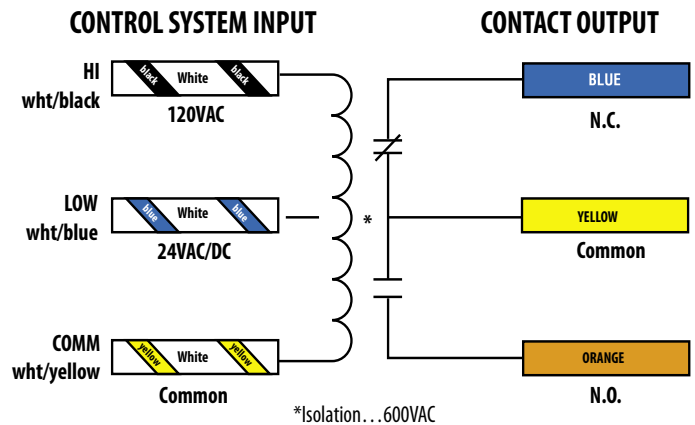 CONTROL SYSTEM INPUT
CONTACT OUTPUT
HI
wht/black
black White black
120VAC
BLUE
N.C.
LOW
wht/blue
blue White blue
24VAC/DC
*
YELLOW
Common
COMM
wht/yellow
yellow White yellow
Common
ORANGE
N.O.
*Isolation...600VAC